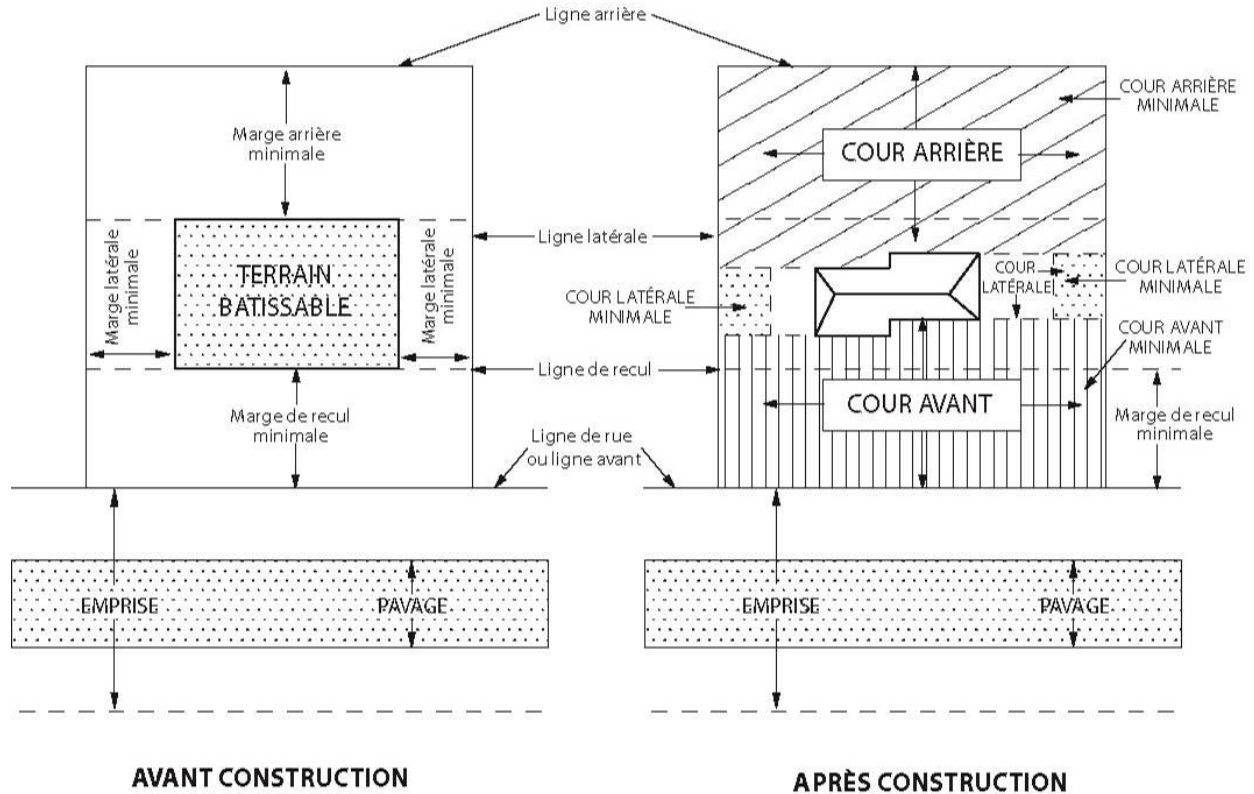 Ligne arrière
Marge arrière
minimale
Marge latérale
minimale
TERRAIN
BATISSABLE
Marge latérale
minimale
Marge de recul
minimale
Ligne latérale
Ligne de recul
Ligne de rue
ou ligne avant
EMPRISE
PAVAGE
AVANT CONSTRUCTION
COUR ARRIÈRE
MINIMALE
COUR ARRIÈRE
COUR LATÉRALE
MINIMALE
COUR
LATÉRALE
COUR LATÉRALE
MINIMALE
COUR AVANT
MINIMALE
COUR AVANT
Marge de recul
minimale
EMPRISE
PAVAGE
APRÈS CONSTRUCTION